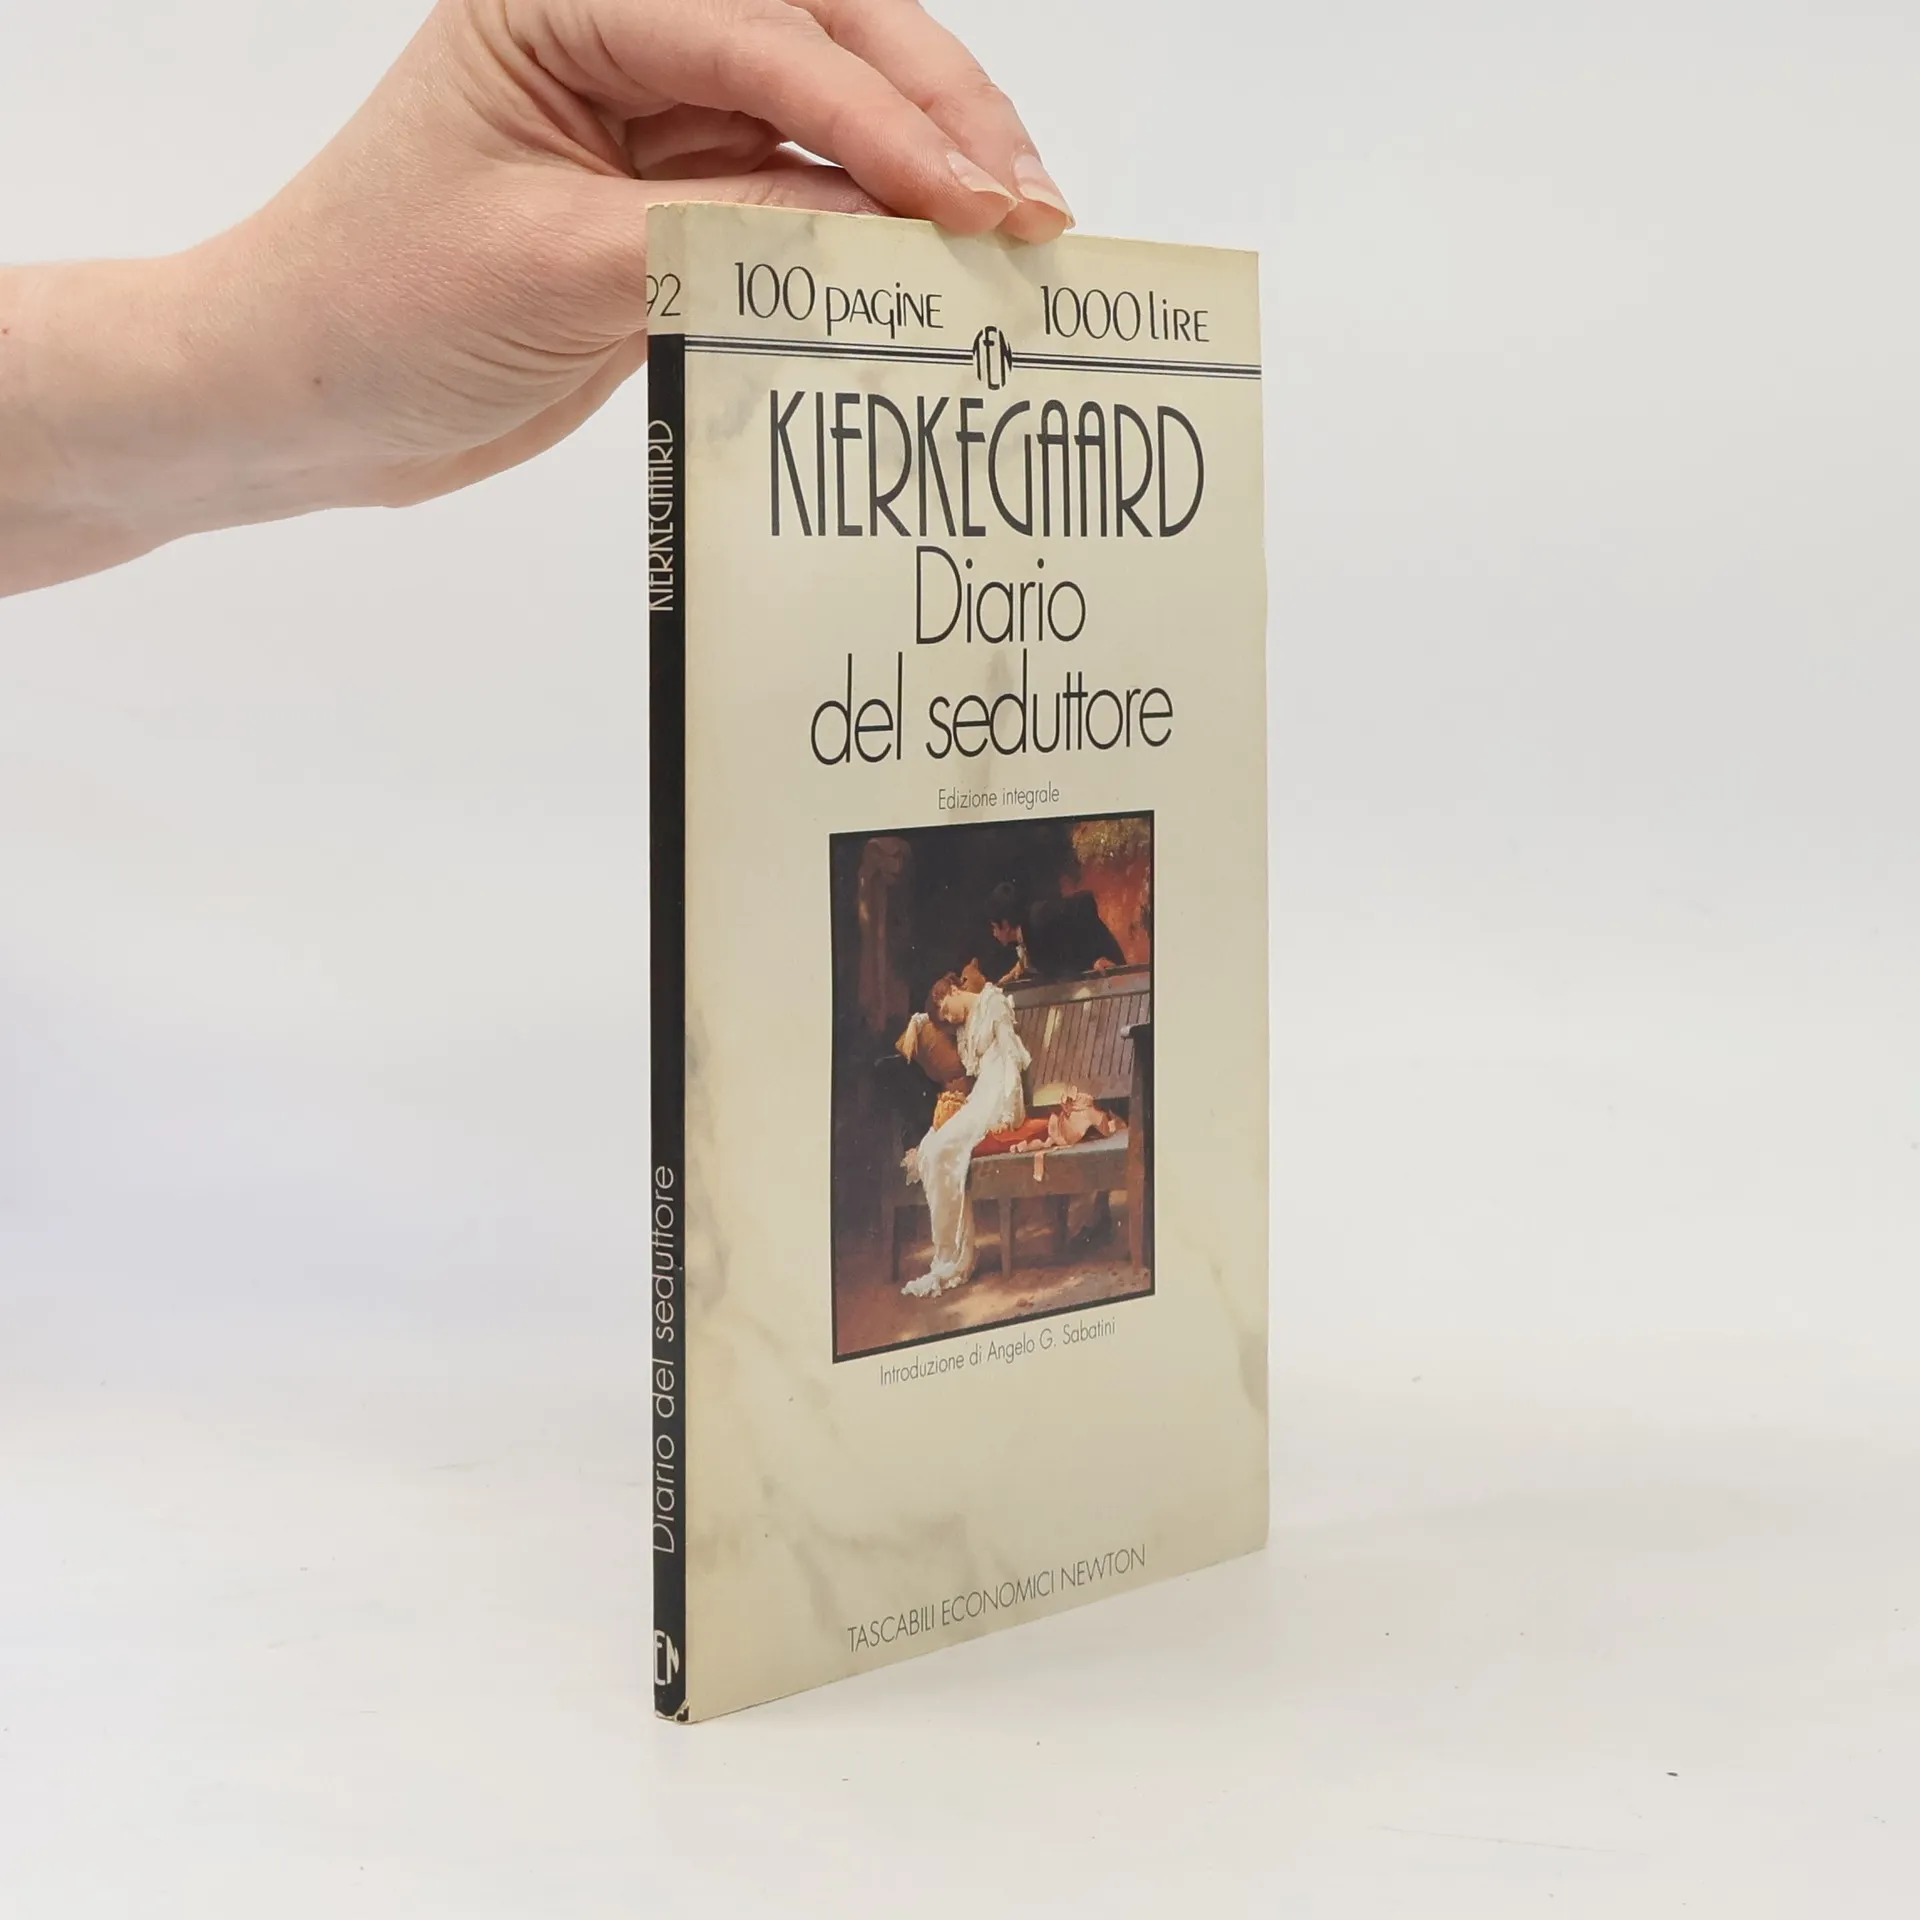 100 PAGiNE 1000 liRE
TEN
KIERKEGAARD
Diario
del seduttore
Edizione integrale
Introduzione di Angelo G. Sabatini
TASCABILI ECONOMICI NEWTON
92
KIERKEGAARD
Diario del seduttore
TEN